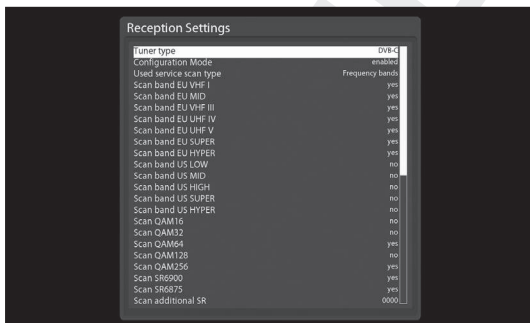 Reception Settings
Tuner type DVB-C
Configuration Mode enabled
Used service scan type Frequency bands
Scan band EU VHF I yes
Scan band EU MID yes
Scan band EU VHF III yes
Scan band EU UHF IV yes
Scan band EU UHF V yes
Scan band EU SUPER yes
Scan band EU HYPER yes
Scan band US LOW no
Scan band US MID no
Scan band US HIGH no
Scan band US SUPER no
Scan band US HYPER no
Scan QAM16 no
Scan QAM32 no
Scan QAM64 yes
Scan QAM128 no
Scan QAM256 yes
Scan SR6900 yes
Scan SR6875 yes
Scan additional SR 0000